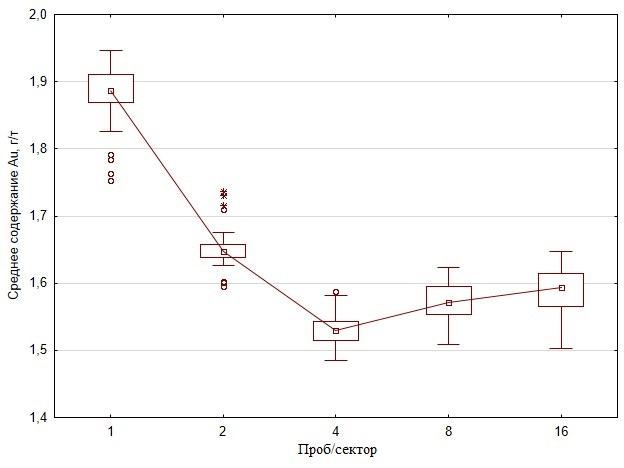 2,0
1,9
1,8
1,7
1,6
1,5
1,4
Среднее содержание Au, г/т
1 2 4 8 16
Проб/сектор